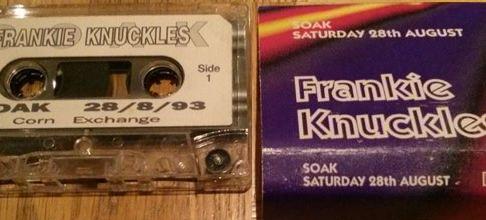 FRANKIE KNUCKLES
Side
1
OAK 28/8/93
Corn Exchange
SOAK
SATURDAY 28th AUGUST
Frankie
Knuckles
SOAK
SATURDAY 28th AUGUST